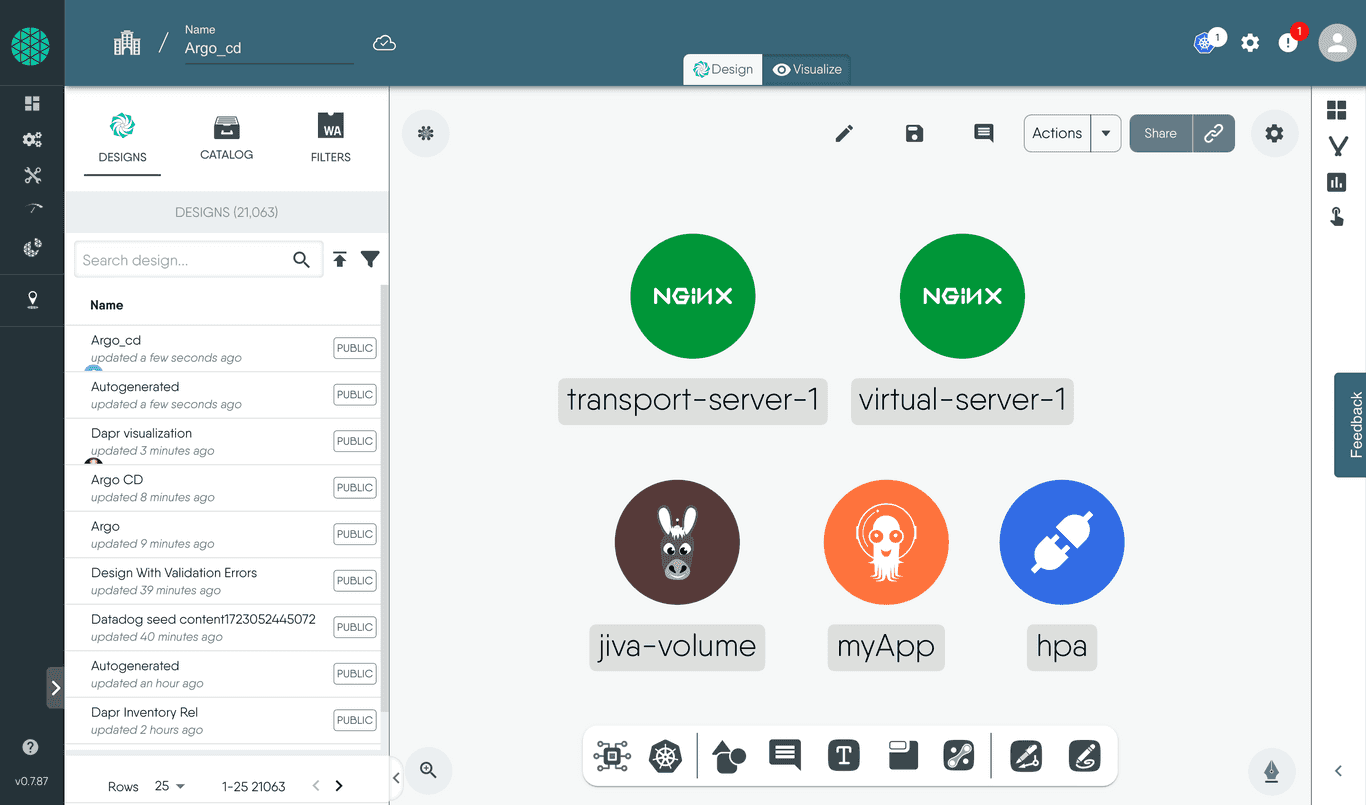 Name
Argo_cd
1
1
Design
Visualize
DESIGNS
CATALOG
WA
FILTERS
DESIGNS (21,063)
Search design...
Name
Argo_cd
updated a few seconds ago
PUBLIC
Autogenerated
updated a few seconds ago
PUBLIC
Dapr visualization
updated 3 minutes ago
PUBLIC
Argo CD
updated 8 minutes ago
PUBLIC
Argo
updated 9 minutes ago
PUBLIC
Design With Validation Errors
updated 39 minutes ago
PUBLIC
Datadog seed content1723052445072
updated 40 minutes ago
PUBLIC
Autogenerated
updated an hour ago
PUBLIC
Dapr Inventory Rel
updated 2 hours ago
PUBLIC
Rows 25 1-25 21063
v0.7.87
Actions
Share
NGINX
NGINX
transport-server-1
virtual-server-1
jiva-volume
myApp
hpa
T
Feedback